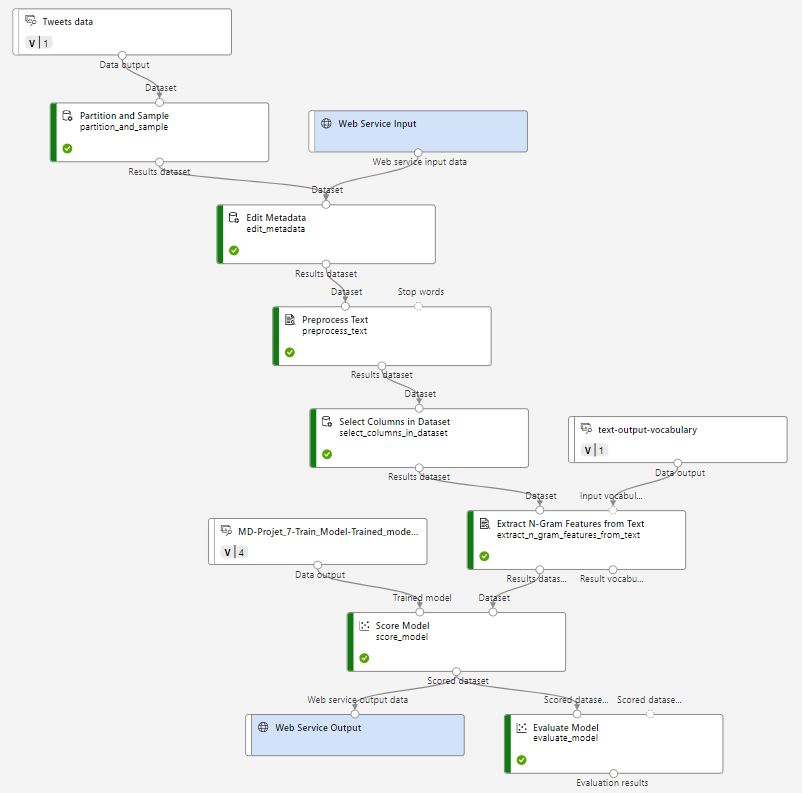 Tweets data
V | 1
Data output
Dataset
Partition and Sample
partition_and_sample
Results dataset
Web Service Input
Web service input data
Dataset
Edit Metadata
edit_metadata
Results dataset
Dataset
Stop words
Preprocess Text
preprocess_text
Results dataset
Dataset
Select Columns in Dataset
select_columns_in_dataset
Results dataset
text-output-vocabulary
V | 1
Data output
Dataset
Input vocabul...
Extract N-Gram Features from Text
extract_n_gram_features_from_text
Results datas...
Result vocabu...
MD-Projet_7-Train_Model-Trained_mode...
V | 4
Data output
Trained model
Dataset
Score Model
score_model
Scored dataset
Web service output data
Web Service Output
Scored datase...
Scored datase...
Evaluate Model
evaluate_model
Evaluation results